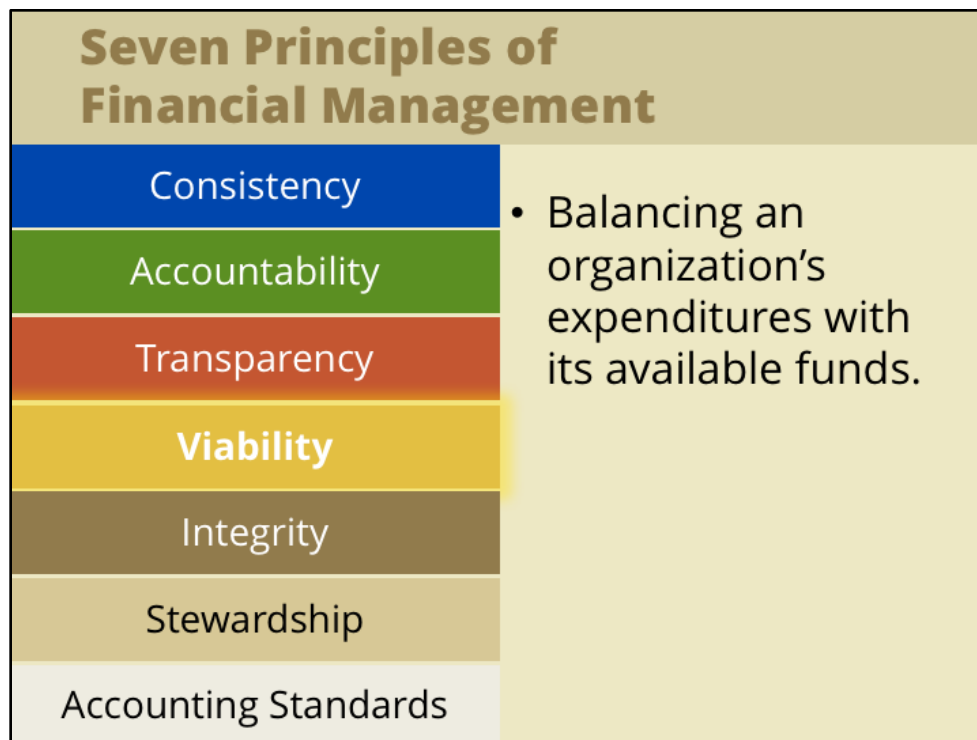 Seven Principles of
Financial Management
Consistency
Accountability
Transparency
Viability
Integrity
Stewardship
Accounting Standards
• Balancing an
organization’s
expenditures with
its available funds.